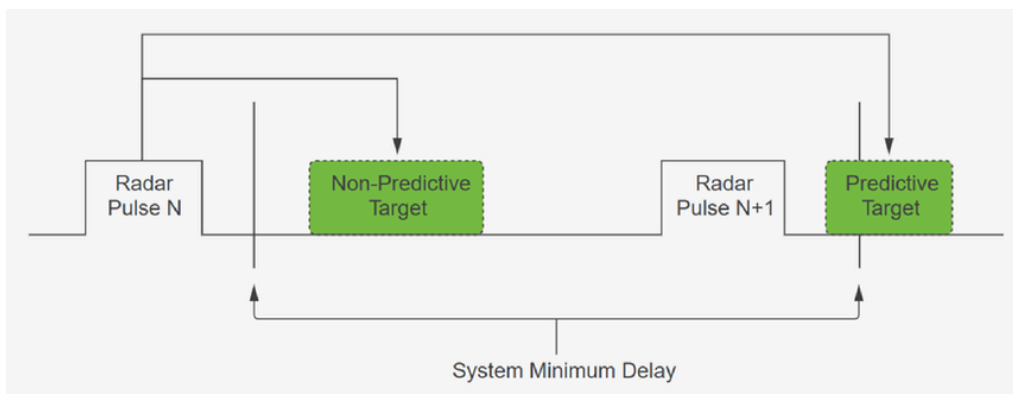 Radar
Pulse N
Non-Predictive
Target
Radar
Pulse N+1
Predictive
Target
System Minimum Delay